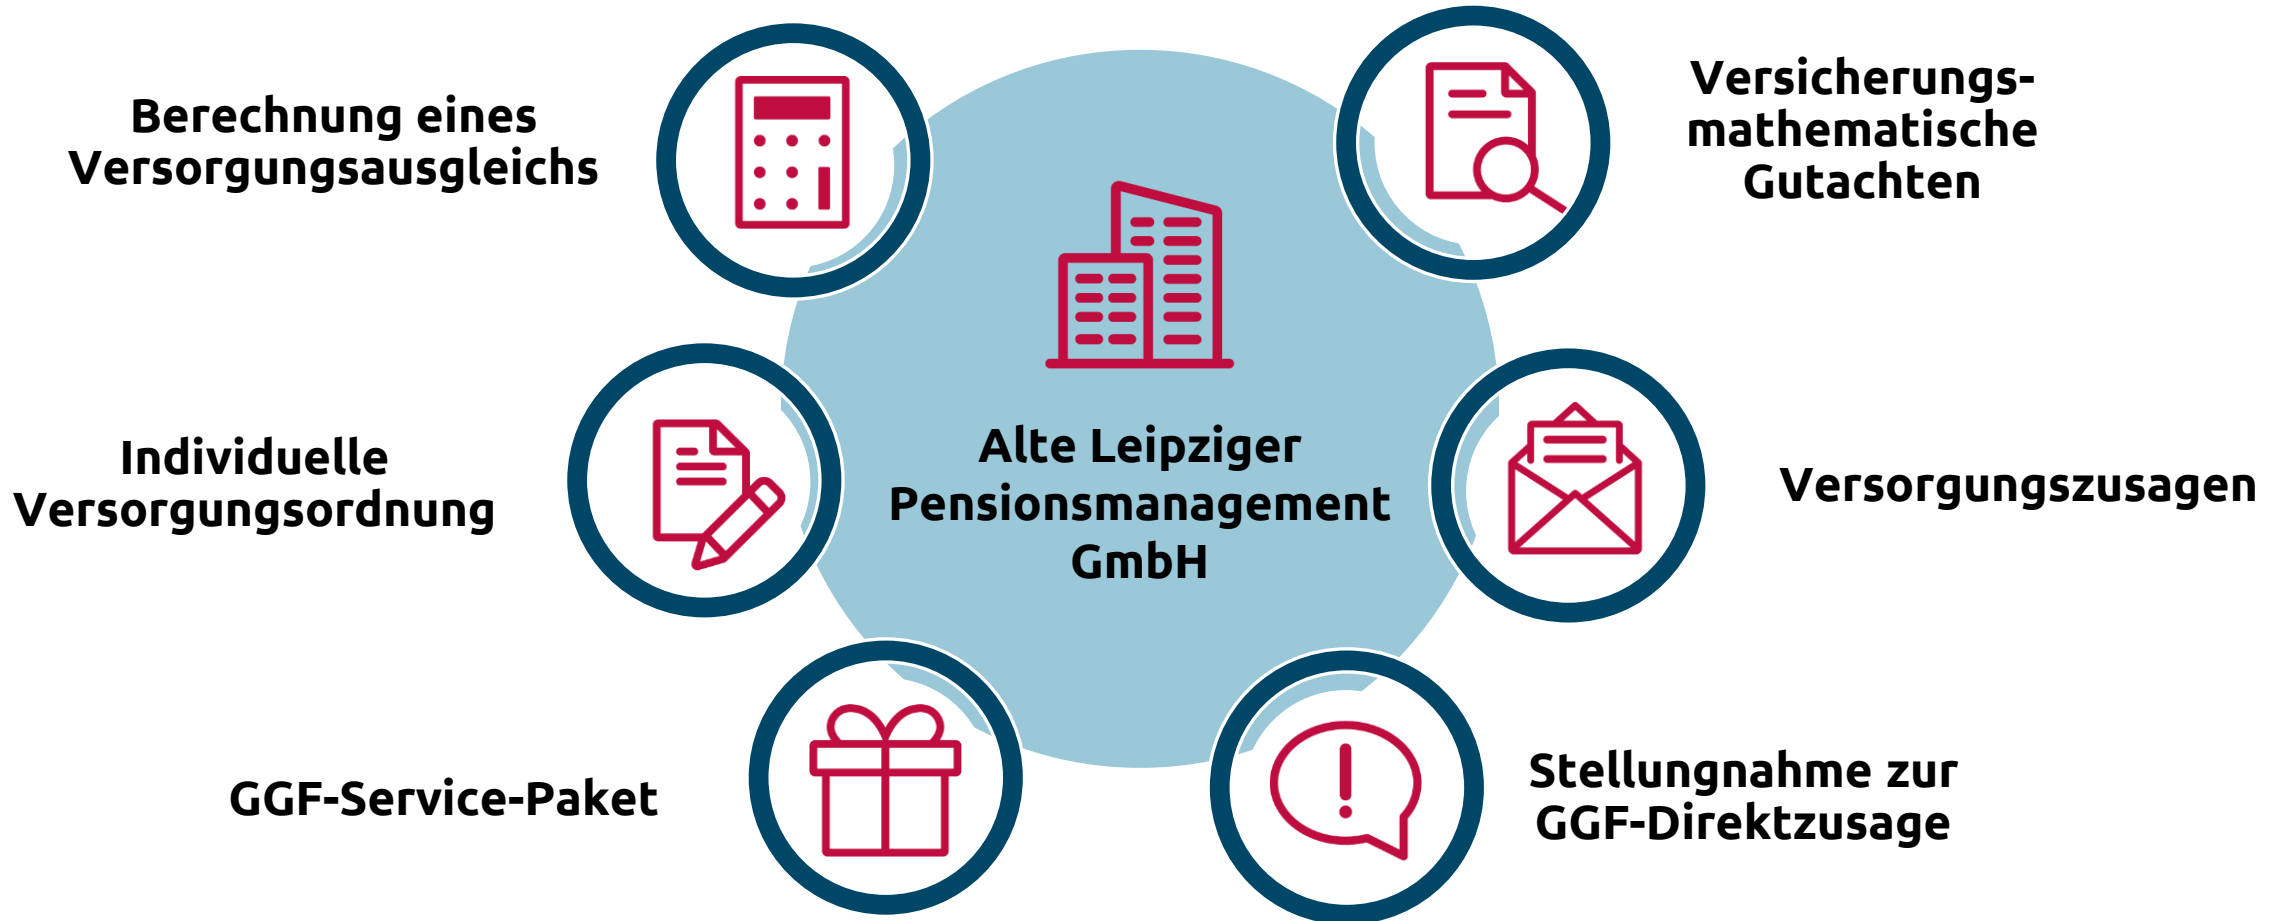 Berechnung eines
Versorgungsausgleichs
Versicherungs-
mathematische
Gutachten
Individuelle
Versorgungsordnung
Alte Leipziger
Pensionsmanagement
GmbH
Versorgungszusagen
GGF-Service-Paket
Stellungnahme zur
GGF-Direktzusage